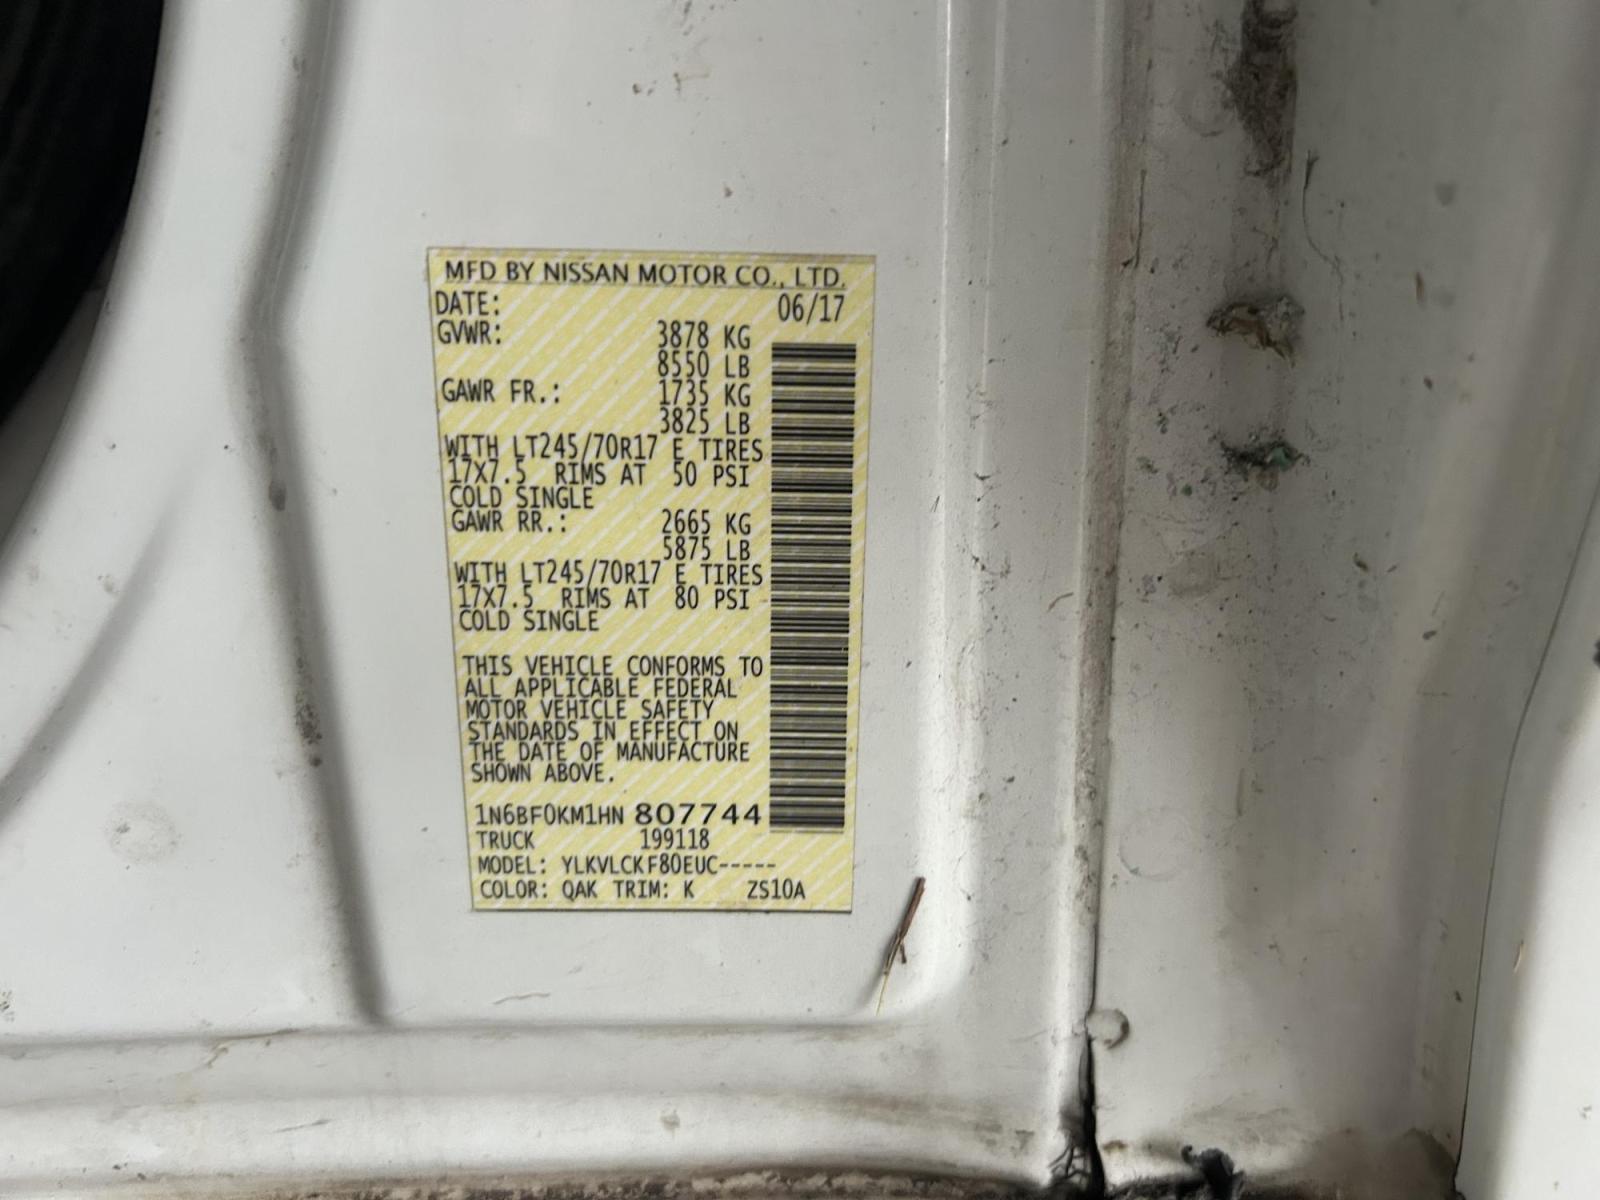 MFD BY NISSAN MOTOR CO., LTD.
DATE: 06/17
GVWR: 3878 KG
8550 LB
GAWR FR.: 1735 KG
3825 LB
WITH LT245/70R17 E TIRES
17X7.5 RIMS AT 50 PSI
COLD SINGLE
GAWR RR.: 2665 KG
5875 LB
WITH LT245/70R17 E TIRES
17X7.5 RIMS AT 80 PSI
COLD SINGLE
THIS VEHICLE CONFORMS TO
ALL APPLICABLE FEDERAL
MOTOR VEHICLE SAFETY
STANDARDS IN EFFECT ON
THE DATE OF MANUFACTURE
SHOWN ABOVE.
1N6BF0KM1HN 807744
TRUCK 199118
MODEL: YLKVLCKF80EUC-----
COLOR: QAK TRIM: K ZS10A